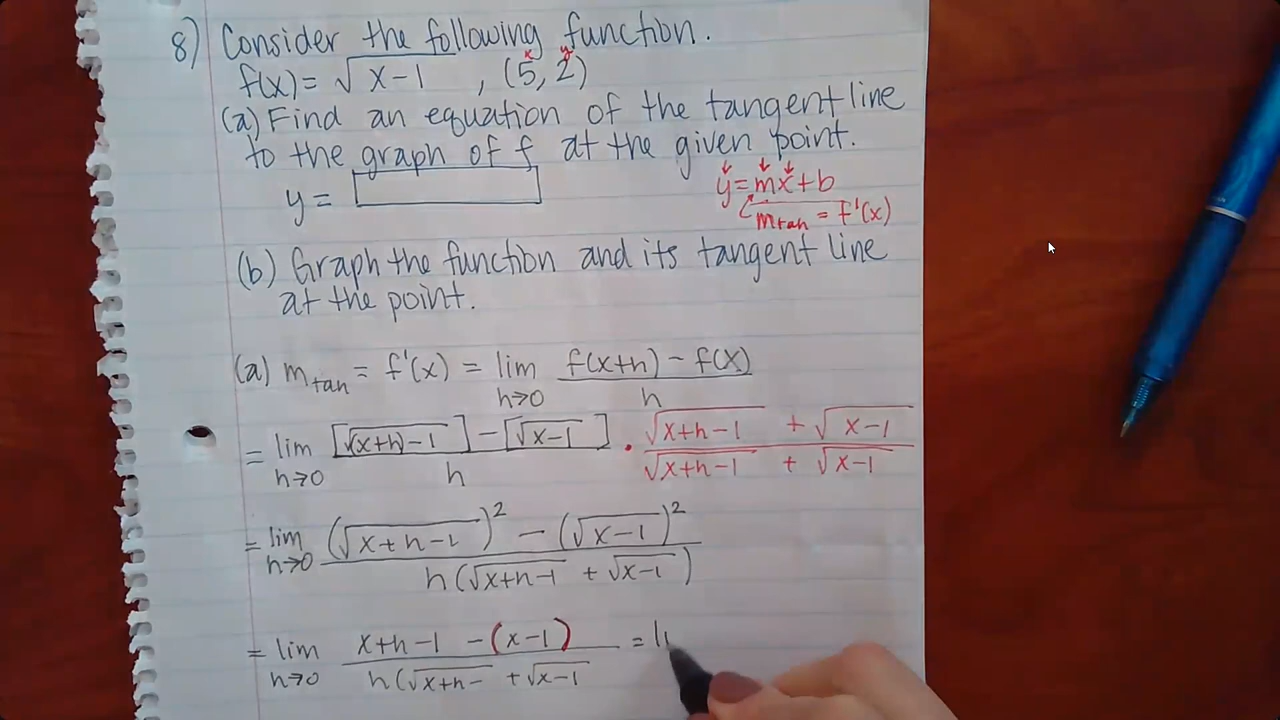 8) Consider the following function.
f(x) = √x-1 , (5, 2)
x y
(a) Find an equation of the tangent line
to the graph of f at the given point.
y =
y = mx + b
m tan = f'(x)
(b) Graph the function and its tangent line
at the point.
(a) m tan = f'(x) = lim h→0 f(x+h) - f(x) / h
= lim h→0 [√(x+h)-1] - [√x-1] / h · √x+h-1 + √x-1 / √x+h-1 + √x-1
= lim h→0 (√x+h-1)² - (√x-1)² / h(√x+h-1 + √x-1)
= lim h→0 x+h-1 -(x-1) / h(√x+h- + √x-1 = li